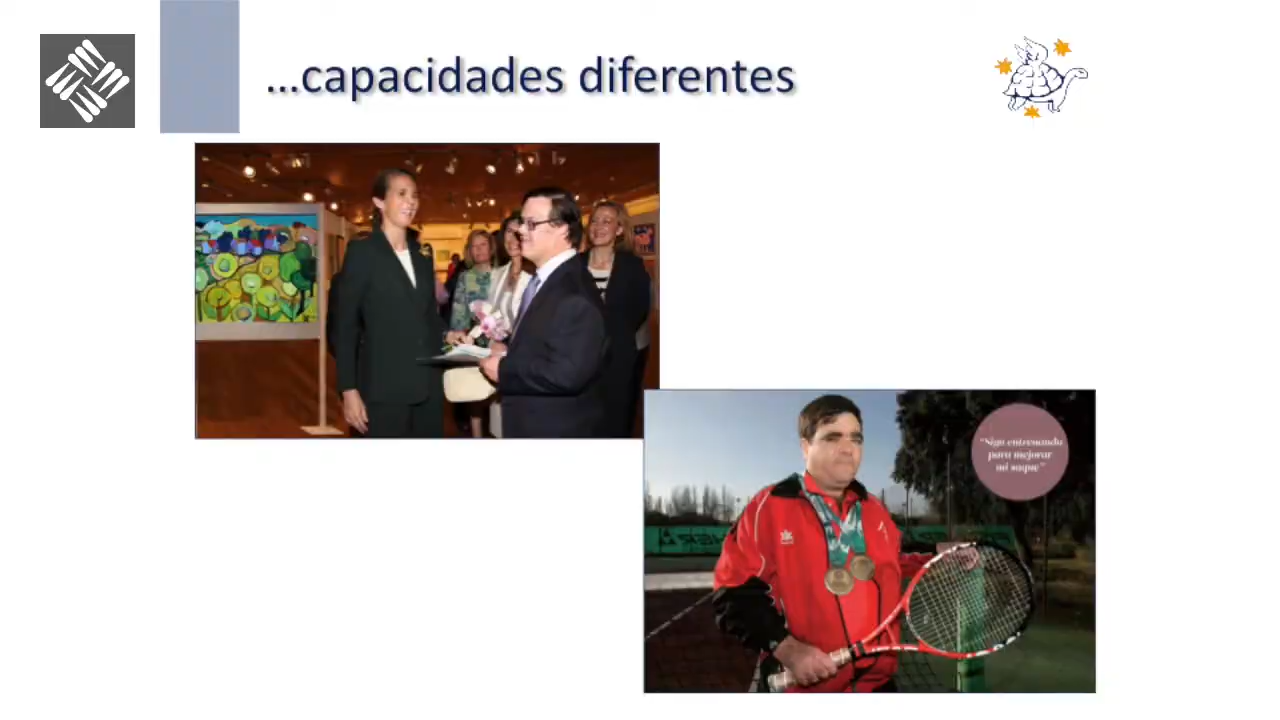 ...capacidades diferentes
"Sigo entrenando
para mejorar
mi saque"